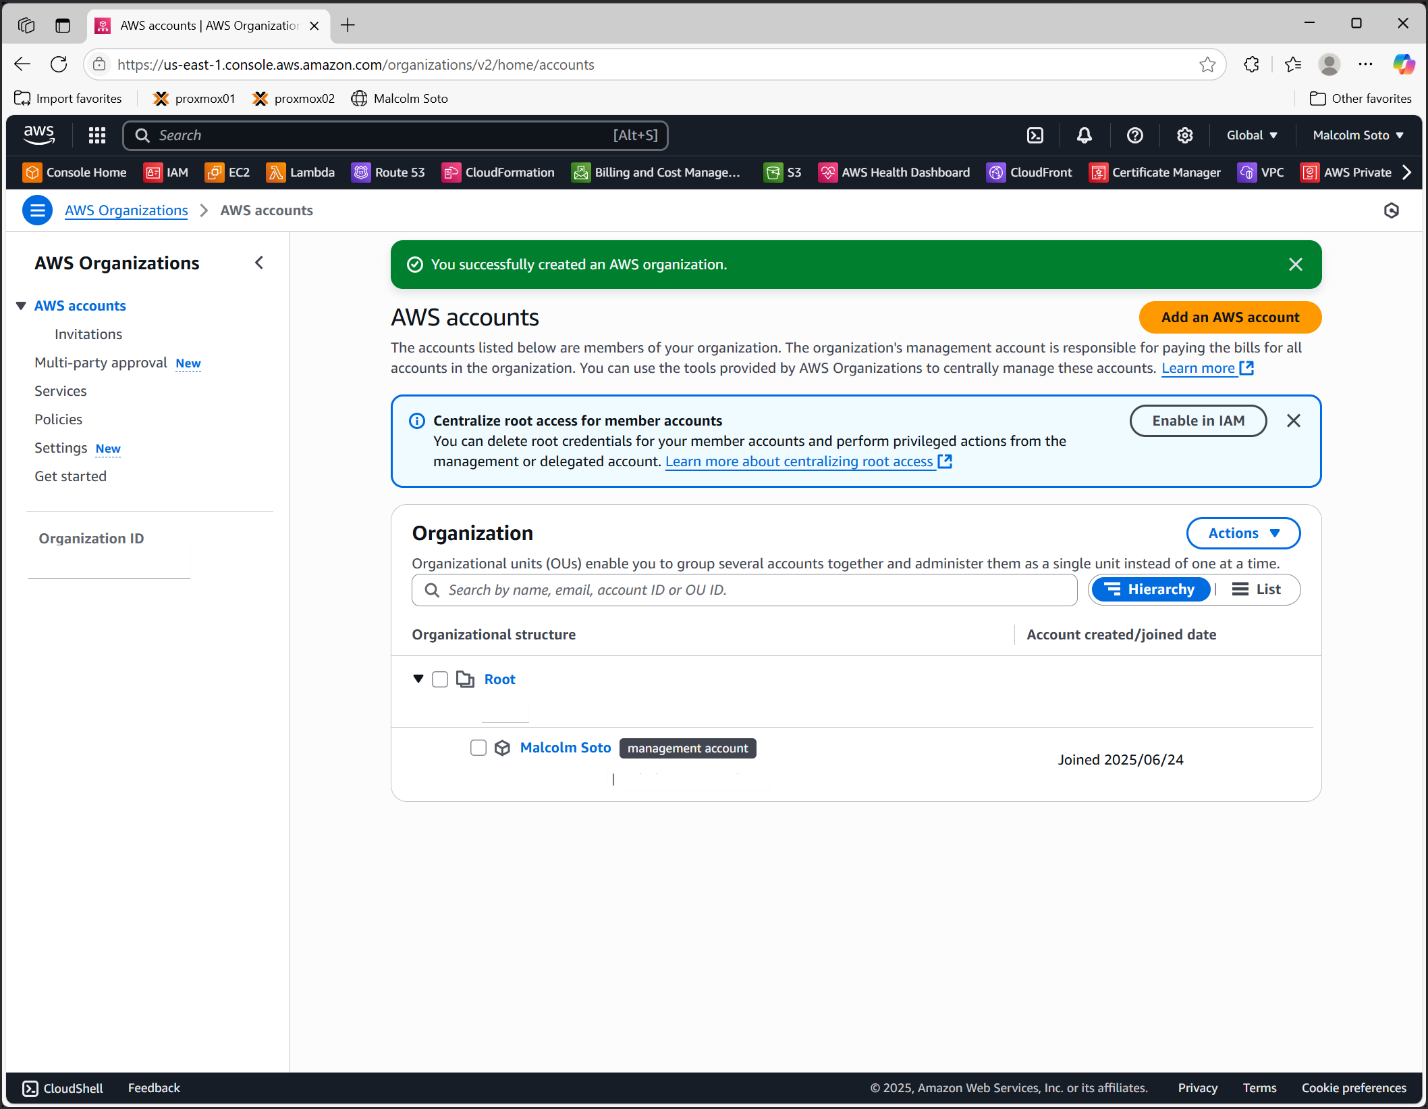 AWS accounts | AWS Organization
https://us-east-1.console.aws.amazon.com/organizations/v2/home/accounts
Import favorites
proxmox01
proxmox02
Malcolm Soto
Other favorites
aws
Search
[Alt+S]
Global
Malcolm Soto
Console Home
IAM
EC2
Lambda
Route 53
CloudFormation
Billing and Cost Manage...
S3
AWS Health Dashboard
CloudFront
Certificate Manager
VPC
AWS Private
AWS Organizations
AWS accounts
AWS Organizations
AWS accounts
Invitations
Multi-party approval New
Services
Policies
Settings New
Get started
Organization ID
You successfully created an AWS organization.
AWS accounts
Add an AWS account
The accounts listed below are members of your organization. The organization's management account is responsible for paying the bills for all
accounts in the organization. You can use the tools provided by AWS Organizations to centrally manage these accounts. Learn more
Centralize root access for member accounts
You can delete root credentials for your member accounts and perform privileged actions from the
management or delegated account. Learn more about centralizing root access
Enable in IAM
Organization
Actions
Organizational units (OUs) enable you to group several accounts together and administer them as a single unit instead of one at a time.
Search by name, email, account ID or OU ID.
Hierarchy
List
Organizational structure
Account created/joined date
Root
Malcolm Soto
management account
Joined 2025/06/24
CloudShell
Feedback
© 2025, Amazon Web Services, Inc. or its affiliates.
Privacy
Terms
Cookie preferences